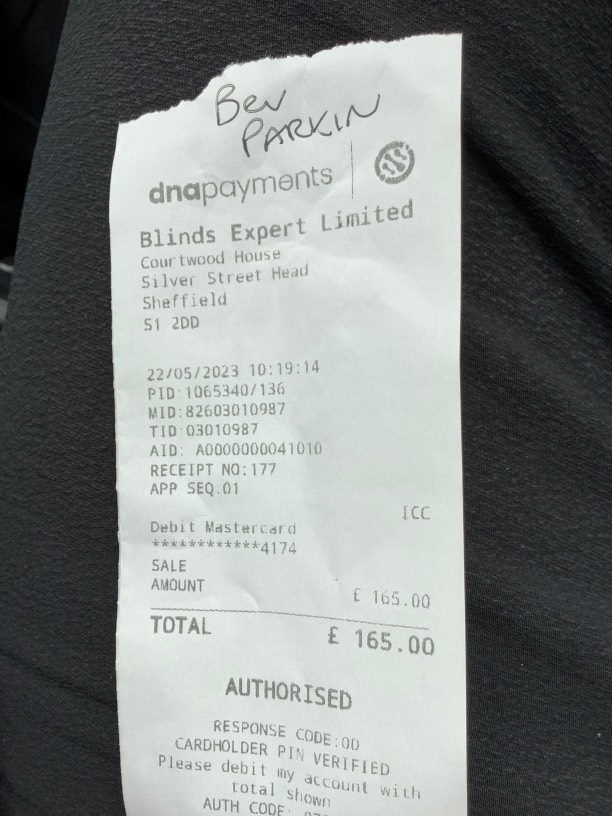 Bev
PARKIN
dnapayments
Blinds Expert Limited
Courtwood House
Silver Street Head
Sheffield
S1 2DD
22/05/2023 10:19:14
PID:1065340/136
MID:82603010987
TID:03010987
AID: A0000000041010
RECEIPT NO:177
APP SEQ:01
ICC
Debit Mastercard
************4174
SALE
AMOUNT £ 165.00
TOTAL £ 165.00
AUTHORISED
RESPONSE CODE:00
CARDHOLDER PIN VERIFIED
Please debit my account with
total shown
AUTH CODE: